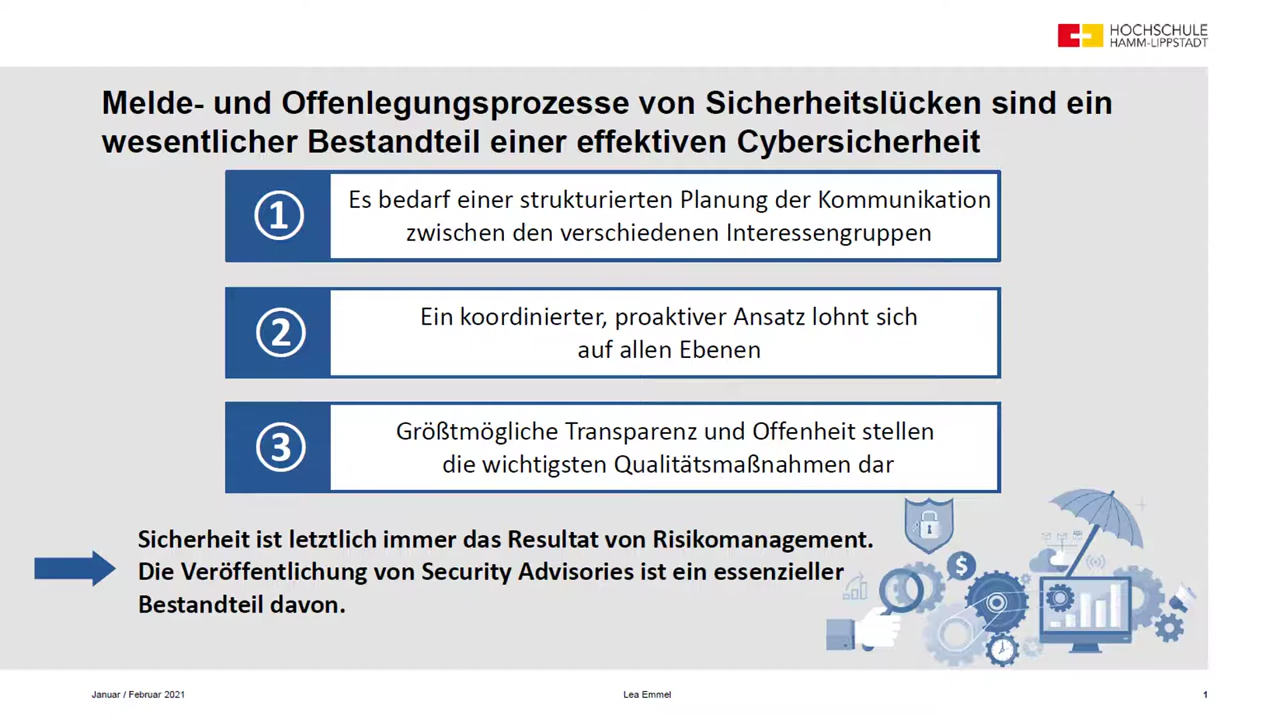 HOCHSCHULE
HAMM-LIPPSTADT
Melde- und Offenlegungsprozesse von Sicherheitslücken sind ein
wesentlicher Bestandteil einer effektiven Cybersicherheit
1
Es bedarf einer strukturierten Planung der Kommunikation
zwischen den verschiedenen Interessengruppen
2
Ein koordinierter, proaktiver Ansatz lohnt sich
auf allen Ebenen
3
Größtmögliche Transparenz und Offenheit stellen
die wichtigsten Qualitätsmaßnahmen dar
Sicherheit ist letztlich immer das Resultat von Risikomanagement.
Die Veröffentlichung von Security Advisories ist ein essenzieller
Bestandteil davon.
$
Januar / Februar 2021
Lea Emmel
1